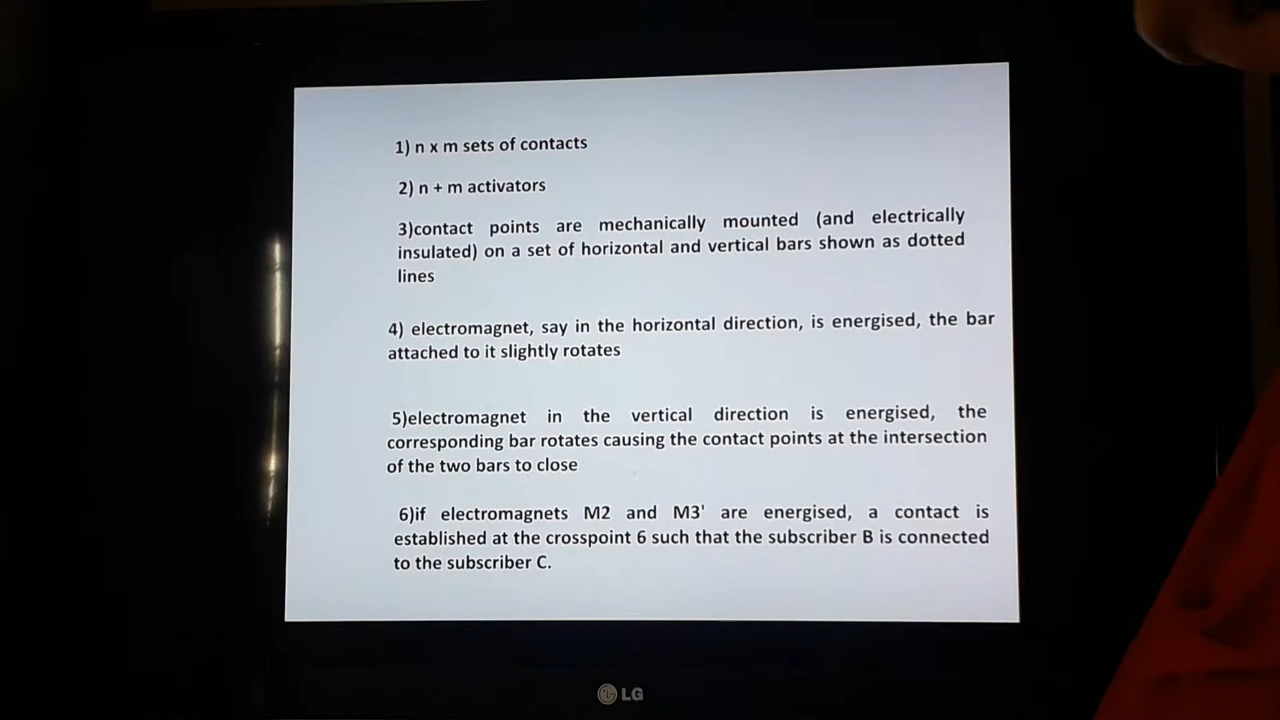 1) n x m sets of contacts
2) n + m activators
3)contact points are mechanically mounted (and electrically
insulated) on a set of horizontal and vertical bars shown as dotted
lines
4) electromagnet, say in the horizontal direction, is energised, the bar
attached to it slightly rotates
5)electromagnet in the vertical direction is energised, the
corresponding bar rotates causing the contact points at the intersection
of the two bars to close
6)if electromagnets M2 and M3' are energised, a contact is
established at the crosspoint 6 such that the subscriber B is connected
to the subscriber C.
LG